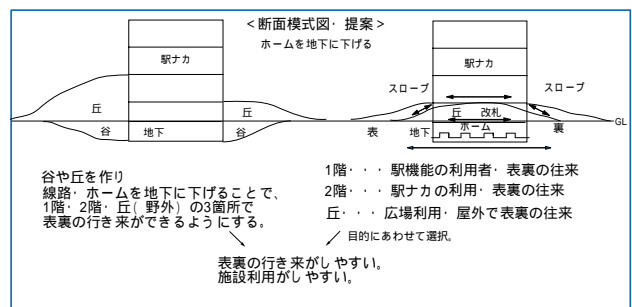 <断面模式図・提案>
ホームを地下に下げる
駅ナカ
丘
丘
谷
地下
谷
駅ナカ
スロープ
スロープ
丘 改札
ホーム
表
地下
裏
GL
谷や丘を作り
線路・ホームを地下に下げることで、
1階・2階・丘(野外)の3箇所で
表裏の行き来ができるようにする。
1階・・・駅機能の利用者・表裏の往来
2階・・・駅ナカの利用・表裏の往来
丘・・・広場利用・屋外で表裏の往来
目的にあわせて選択。
表裏の行き来がしやすい。
施設利用がしやすい。